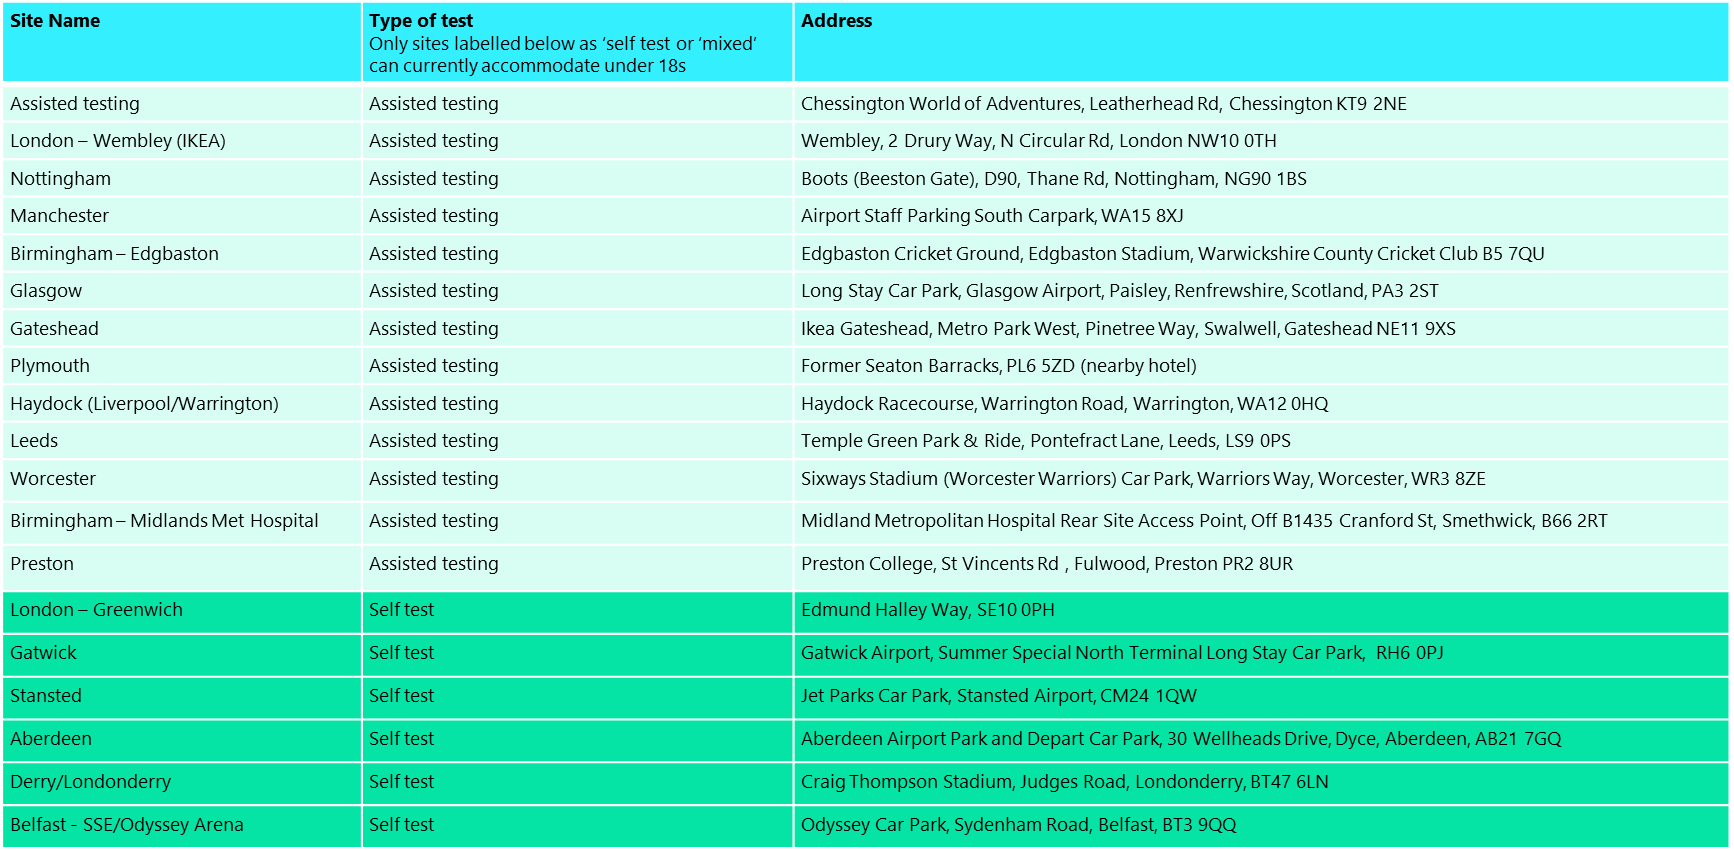 Site Name Type of test Address
Only sites labelled below as ‘self test or ‘mixed’
can currently accommodate under 18s
Assisted testing Assisted testing Chessington World of Adventures, Leatherhead Rd, Chessington KT9 2NE
London – Wembley (IKEA) Assisted testing Wembley, 2 Drury Way, N Circular Rd, London NW10 0TH
Nottingham Assisted testing Boots (Beeston Gate), D90, Thane Rd, Nottingham, NG90 1BS
Manchester Assisted testing Airport Staff Parking South Carpark, WA15 8XJ
Birmingham – Edgbaston Assisted testing Edgbaston Cricket Ground, Edgbaston Stadium, Warwickshire County Cricket Club B5 7QU
Glasgow Assisted testing Long Stay Car Park, Glasgow Airport, Paisley, Renfrewshire, Scotland, PA3 2ST
Gateshead Assisted testing Ikea Gateshead, Metro Park West, Pinetree Way, Swalwell, Gateshead NE11 9XS
Plymouth Assisted testing Former Seaton Barracks, PL6 5ZD (nearby hotel)
Haydock (Liverpool/Warrington) Assisted testing Haydock Racecourse, Warrington Road, Warrington, WA12 0HQ
Leeds Assisted testing Temple Green Park & Ride, Pontefract Lane, Leeds, LS9 0PS
Worcester Assisted testing Sixways Stadium (Worcester Warriors) Car Park, Warriors Way, Worcester, WR3 8ZE
Birmingham – Midlands Met Hospital Assisted testing Midland Metropolitan Hospital Rear Site Access Point, Off B1435 Cranford St, Smethwick, B66 2RT
Preston Assisted testing Preston College, St Vincents Rd , Fulwood, Preston PR2 8UR
London – Greenwich Self test Edmund Halley Way, SE10 0PH
Gatwick Self test Gatwick Airport, Summer Special North Terminal Long Stay Car Park, RH6 0PJ
Stansted Self test Jet Parks Car Park, Stansted Airport, CM24 1QW
Aberdeen Self test Aberdeen Airport Park and Depart Car Park, 30 Wellheads Drive, Dyce, Aberdeen, AB21 7GQ
Derry/Londonderry Self test Craig Thompson Stadium, Judges Road, Londonderry, BT47 6LN
Belfast - SSE/Odyssey Arena Self test Odyssey Car Park, Sydenham Road, Belfast, BT3 9QQ